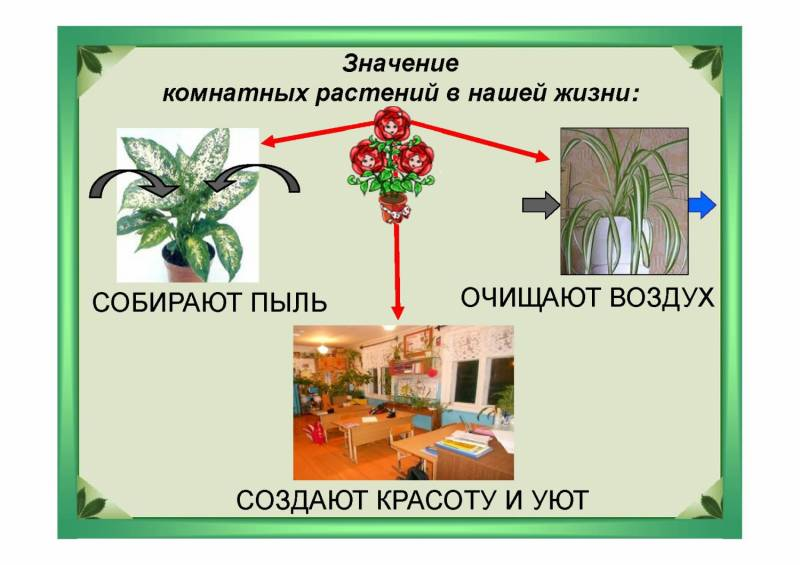 Значение
комнатных растений в нашей жизни:
СОБИРАЮТ ПЫЛЬ
ОЧИЩАЮТ ВОЗДУХ
СОЗДАЮТ КРАСОТУ И УЮТ